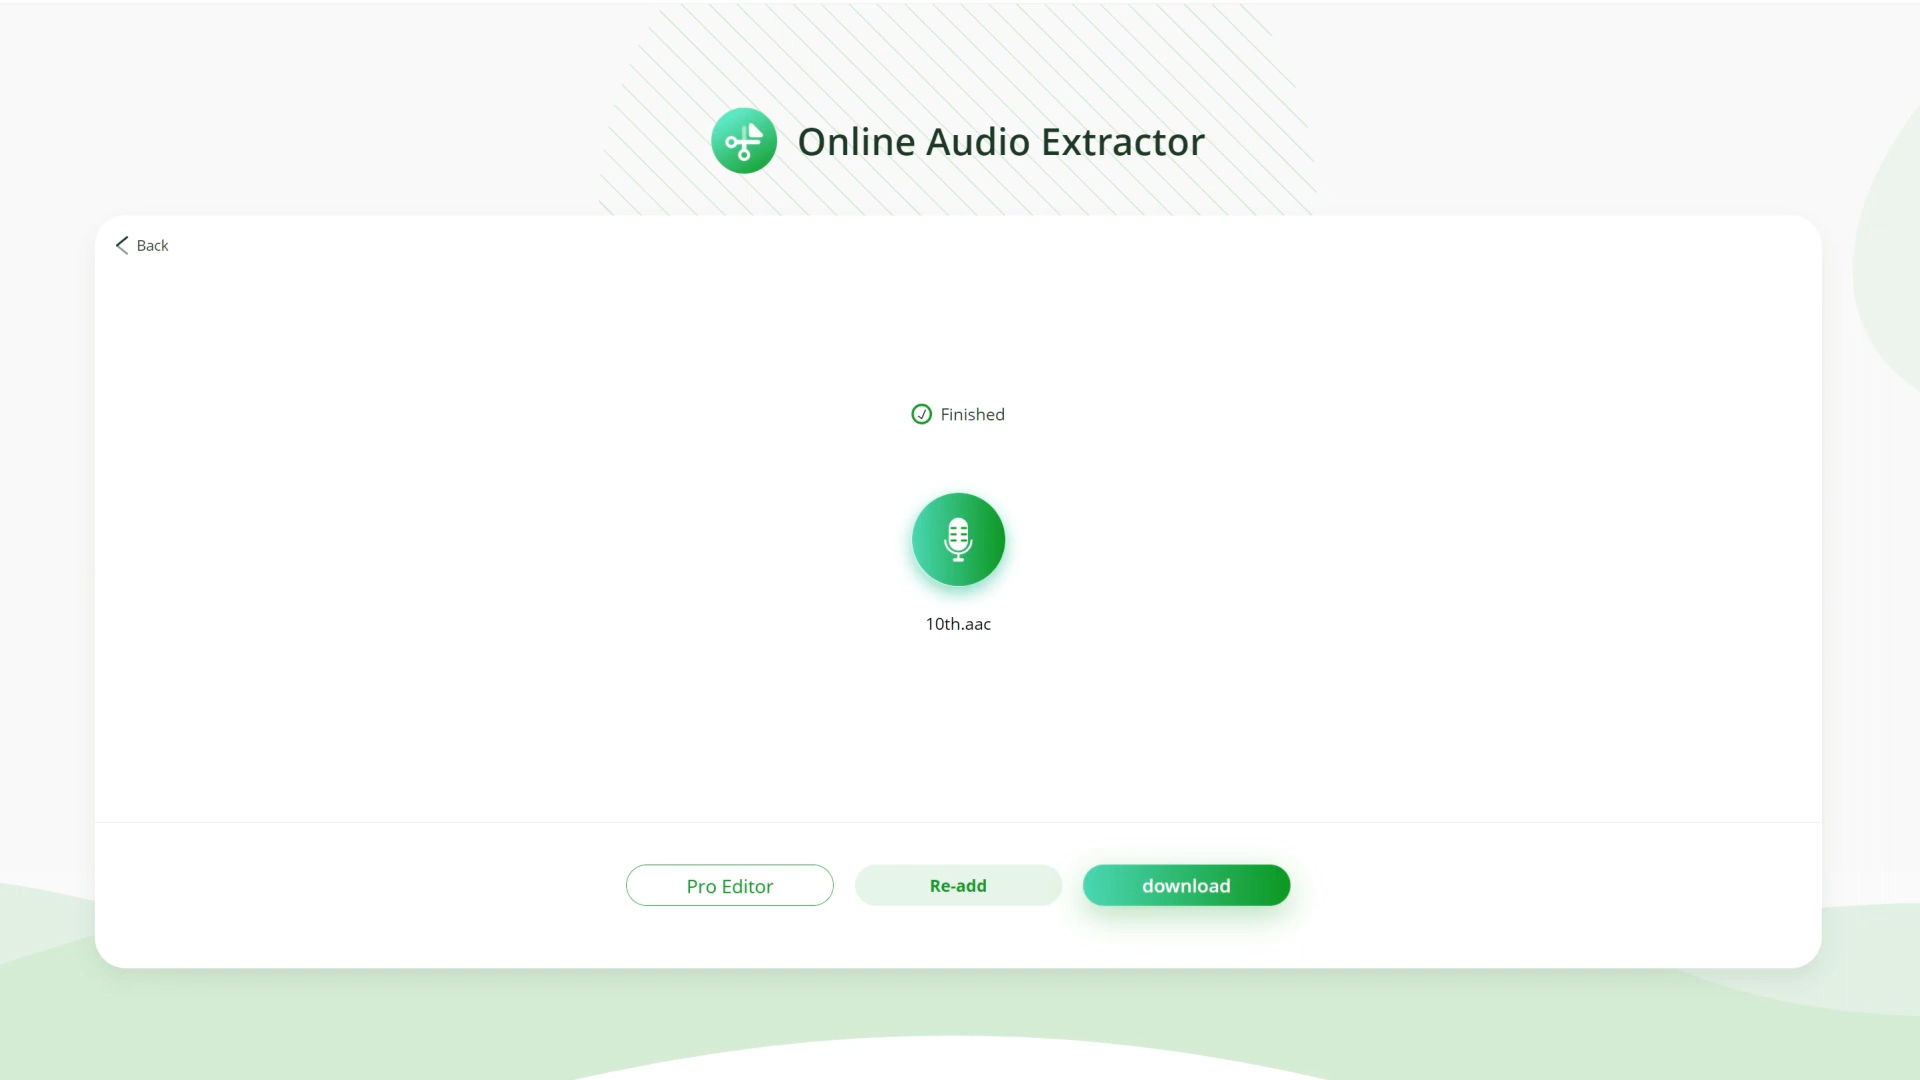 Online Audio Extractor
Back
Finished
10th.aac
Pro Editor
Re-add
download